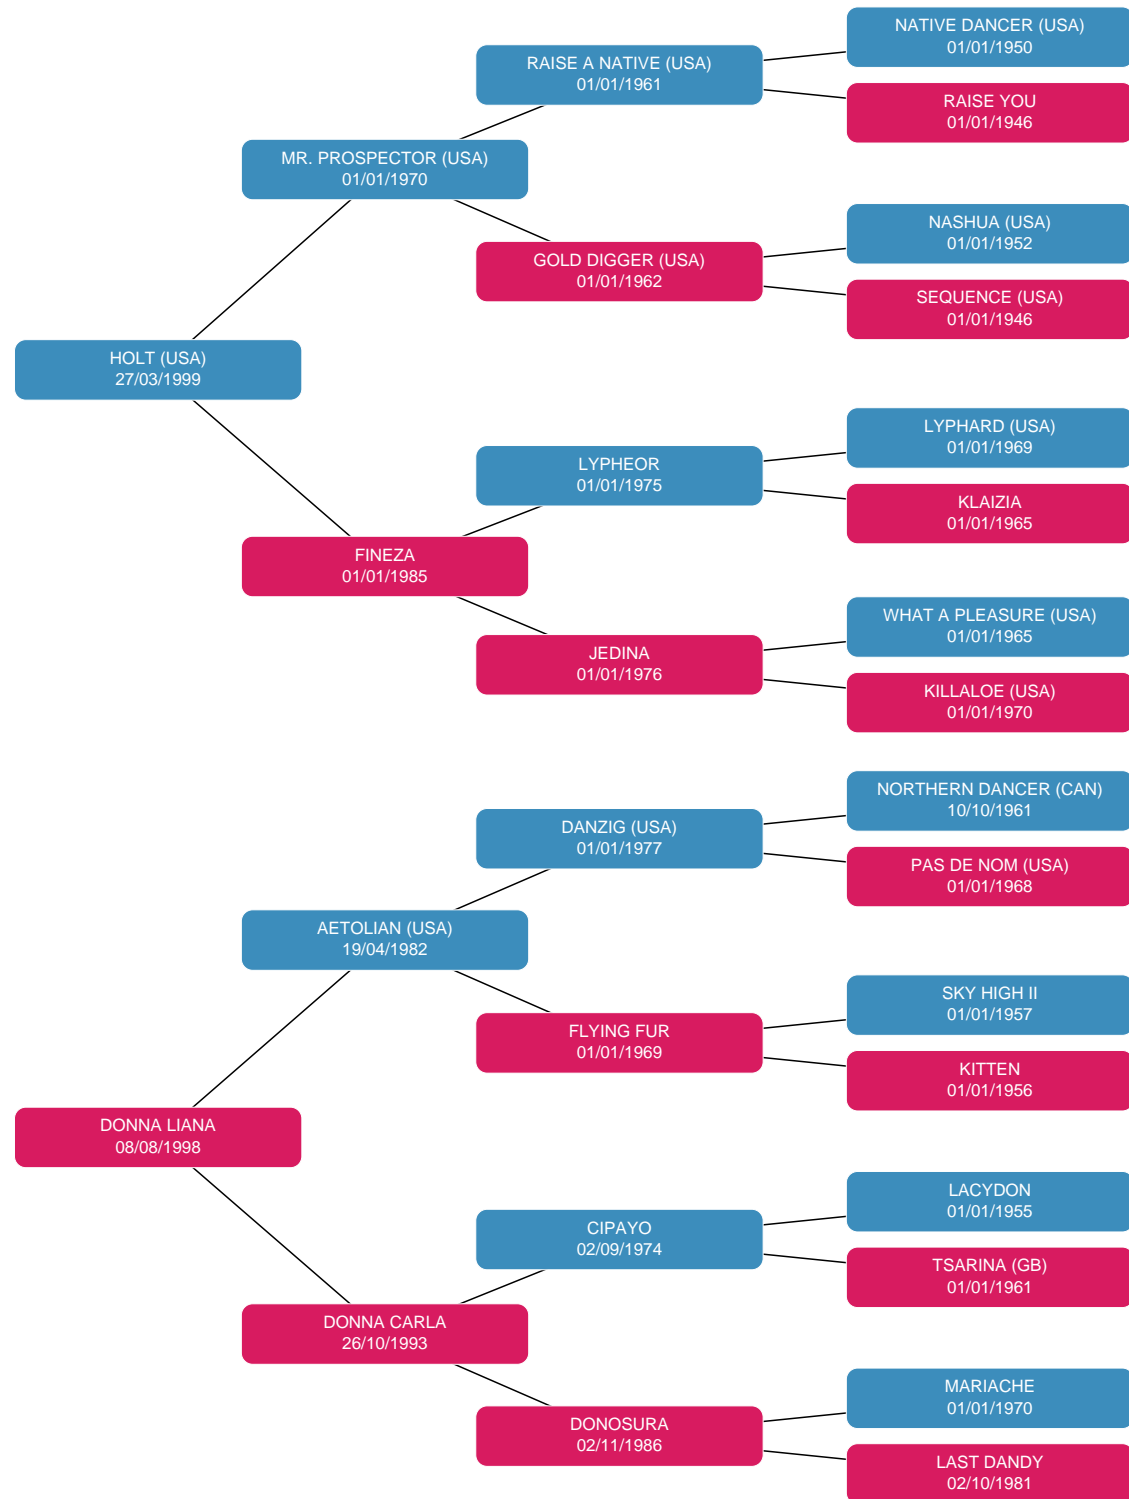 NATIVE DANCER (USA)
01/01/1950
RAISE A NATIVE (USA)
01/01/1961
RAISE YOU
01/01/1946
MR. PROSPECTOR (USA)
01/01/1970
NASHUA (USA)
01/01/1952
GOLD DIGGER (USA)
01/01/1962
SEQUENCE (USA)
01/01/1946
HOLT (USA)
27/03/1999
LYPHARD (USA)
01/01/1969
LYPHEOR
01/01/1975
KLAIZIA
01/01/1965
FINEZA
01/01/1985
WHAT A PLEASURE (USA)
01/01/1965
JEDINA
01/01/1976
KILLALOE (USA)
01/01/1970
NORTHERN DANCER (CAN)
10/10/1961
DANZIG (USA)
01/01/1977
PAS DE NOM (USA)
01/01/1968
AETOLIAN (USA)
19/04/1982
SKY HIGH II
01/01/1957
FLYING FUR
01/01/1969
KITTEN
01/01/1956
DONNA LIANA
08/08/1998
LACYDON
01/01/1955
CIPAYO
02/09/1974
TSARINA (GB)
01/01/1961
DONNA CARLA
26/10/1993
MARIACHE
01/01/1970
DONOSURA
02/11/1986
LAST DANDY
02/10/1981